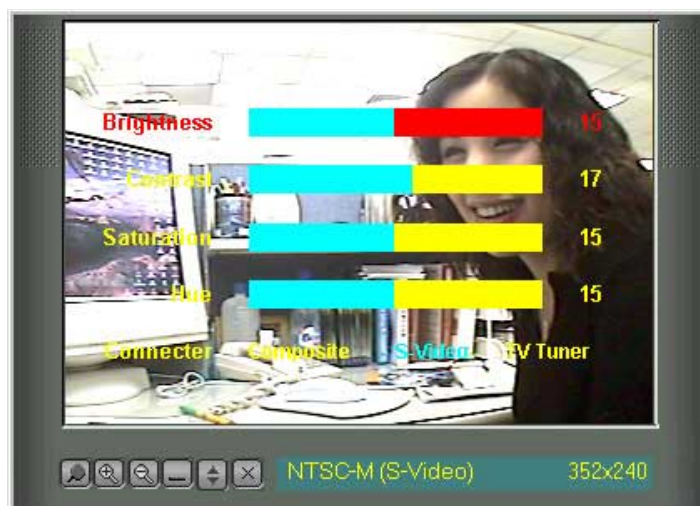 Brightness 15
Contrast 17
Saturation 15
Hue 15
Connecter Composite S-Video TV Tuner
NTSC-M (S-Video) 352x240